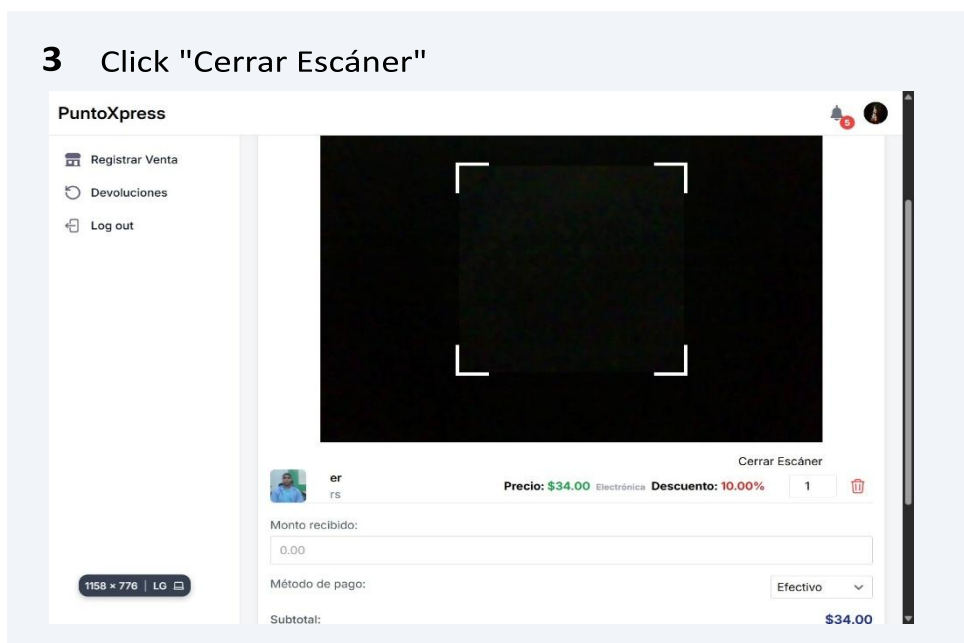 3 Click "Cerrar Escáner"
PuntoXpress
5
Registrar Venta
Devoluciones
Log out
Cerrar Escáner
er
rs
Precio: $34.00 Electrónica Descuento: 10.00% 1
Monto recibido:
0.00
Método de pago:
Efectivo
1158 × 776 | LG
Subtotal:
$34.00